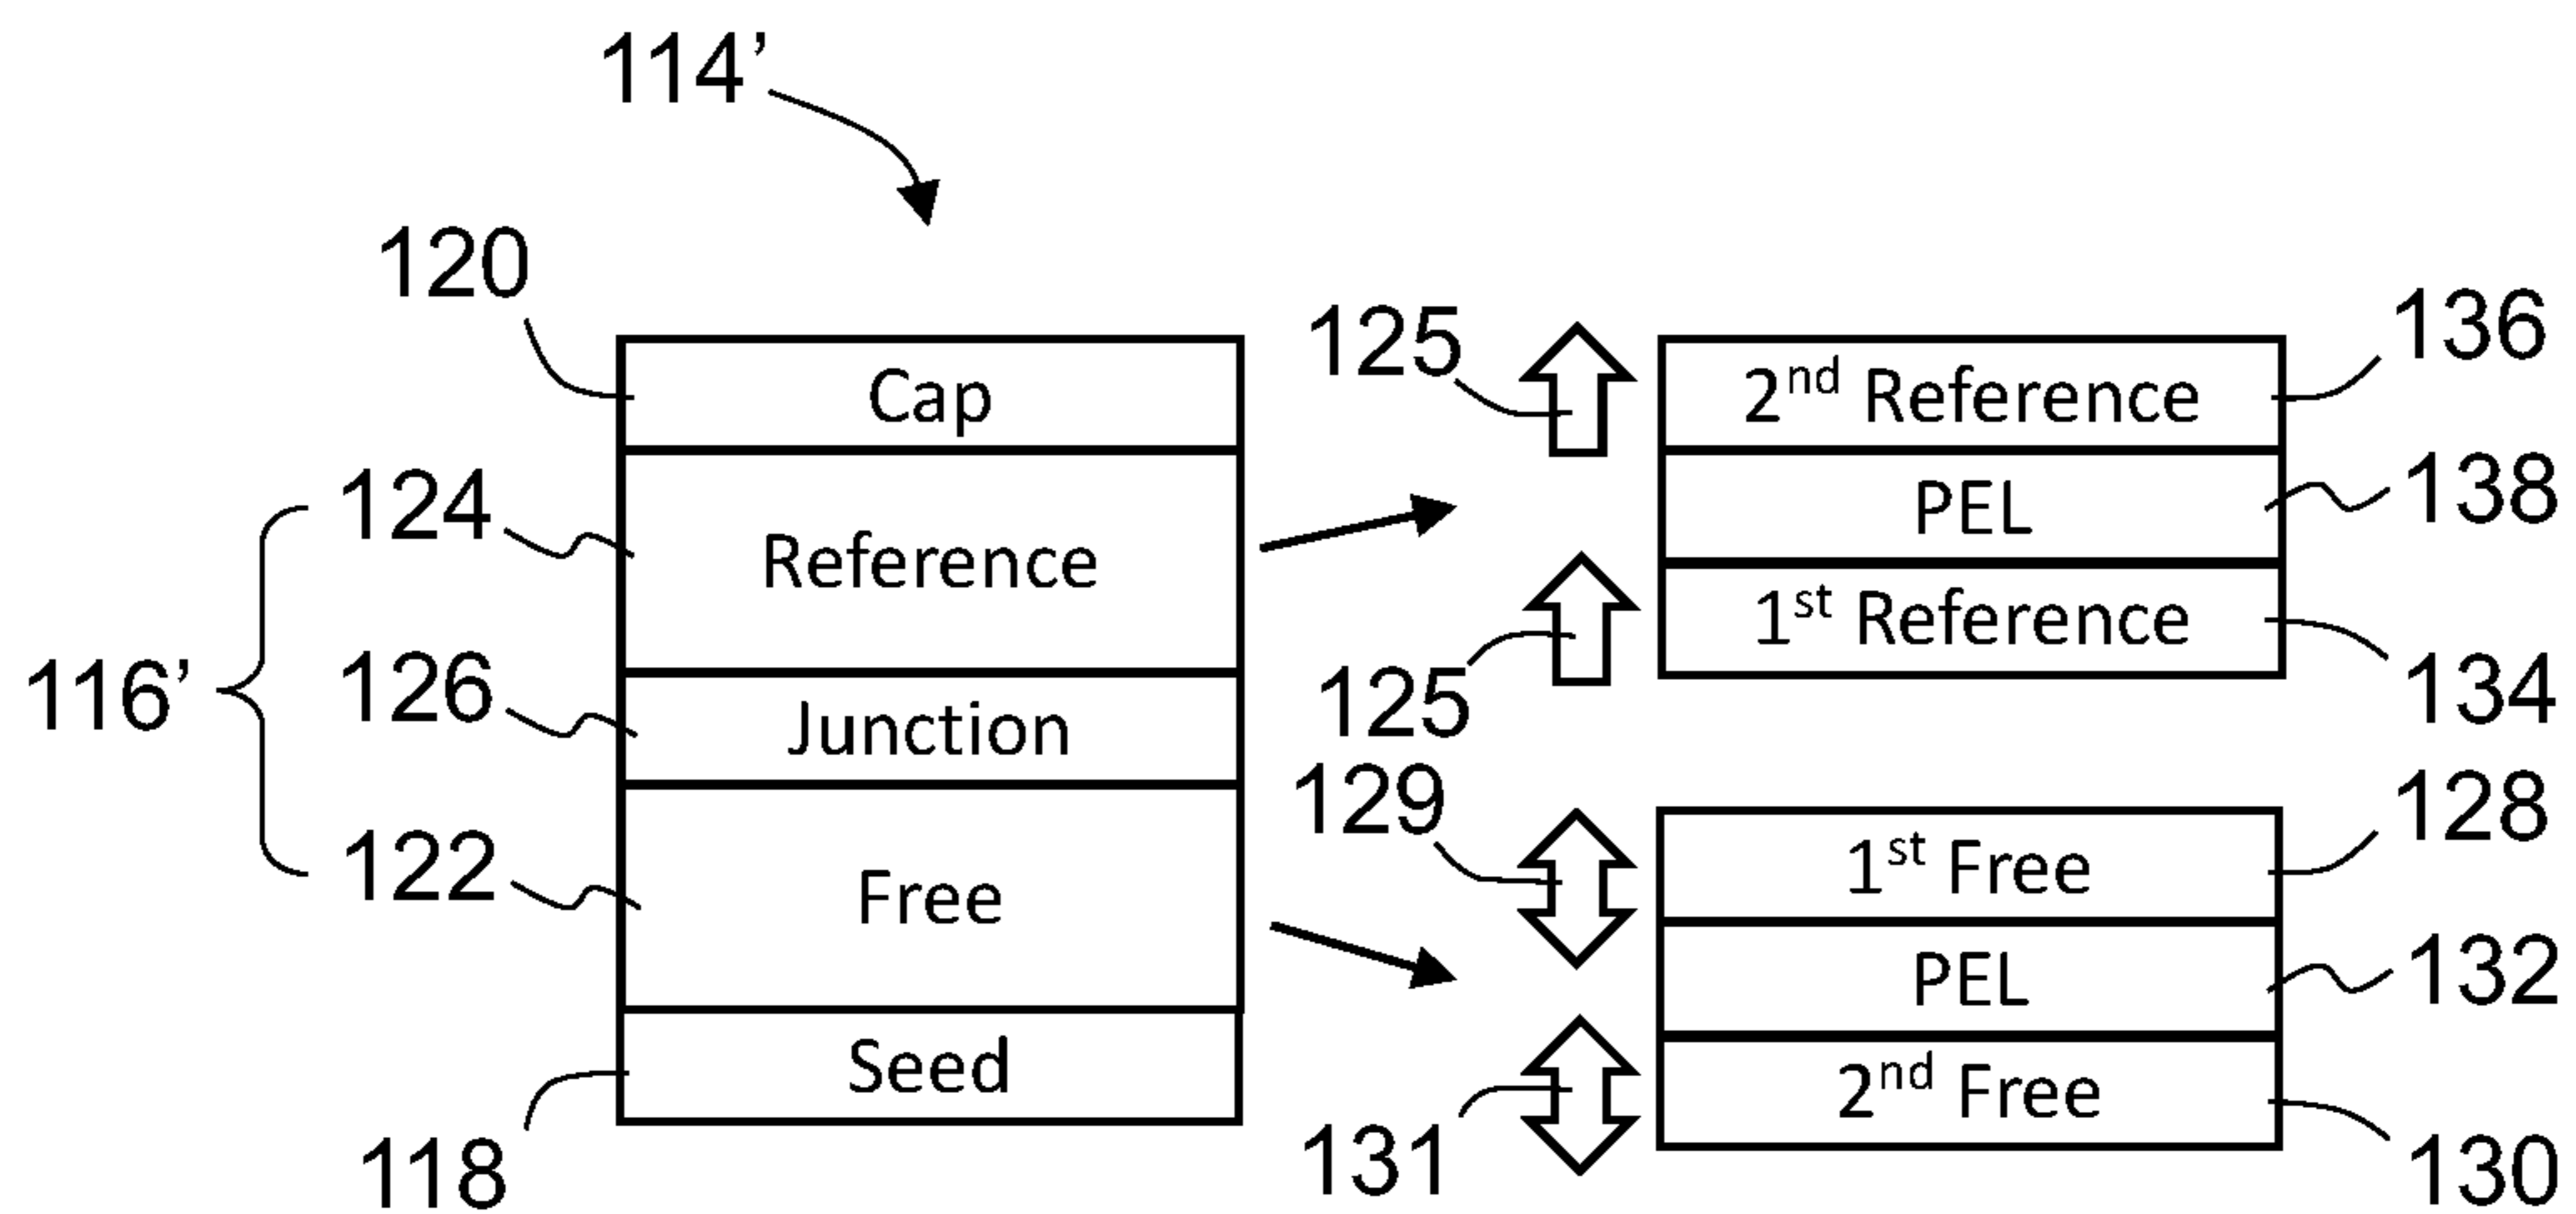 114’
120
Cap
124
Reference
116’
126
Junction
122
Free
118
Seed
125
2nd Reference
136
PEL
138
125
1st Reference
134
129
1st Free
128
PEL
132
131
2nd Free
130